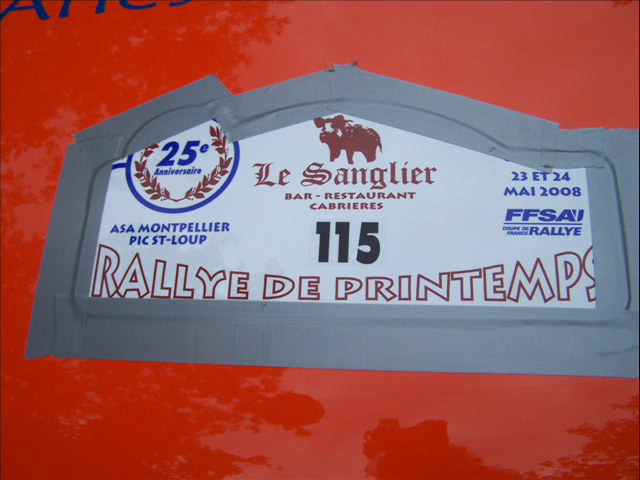 25e
Anniversaire
ASA MONTPELLIER
PIC ST-LOUP
Le Sanglier
BAR - RESTAURANT
CABRIERES
115
23 ET 24
MAI 2008
FFSA
COUPE DE
FRANCE RALLYE
RALLYE DE PRINTEMPS